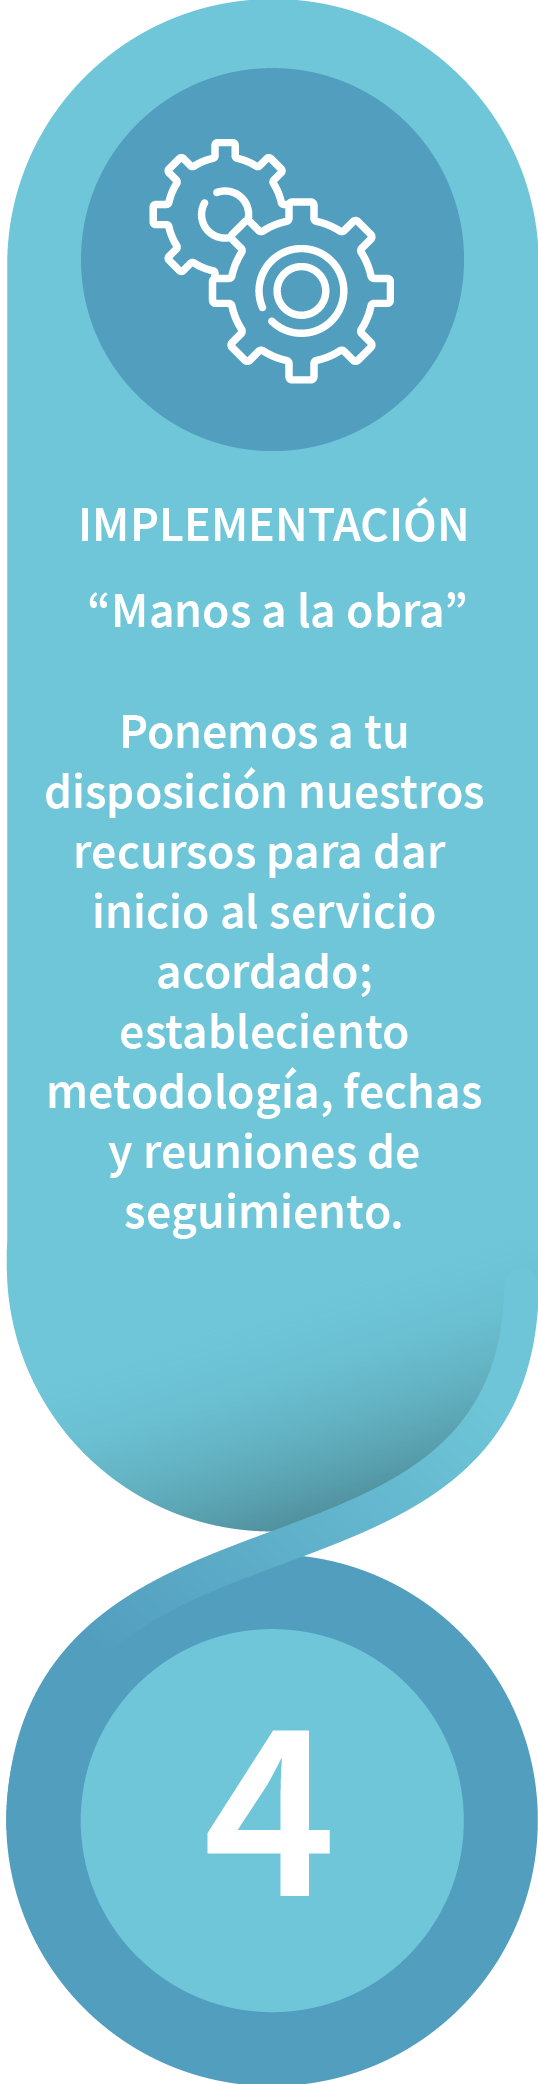 IMPLEMENTACIÓN
“Manos a la obra”
Ponemos a tu
disposición nuestros
recursos para dar
inicio al servicio
acordado;
estableciento
metodología, fechas
y reuniones de
seguimiento.
4